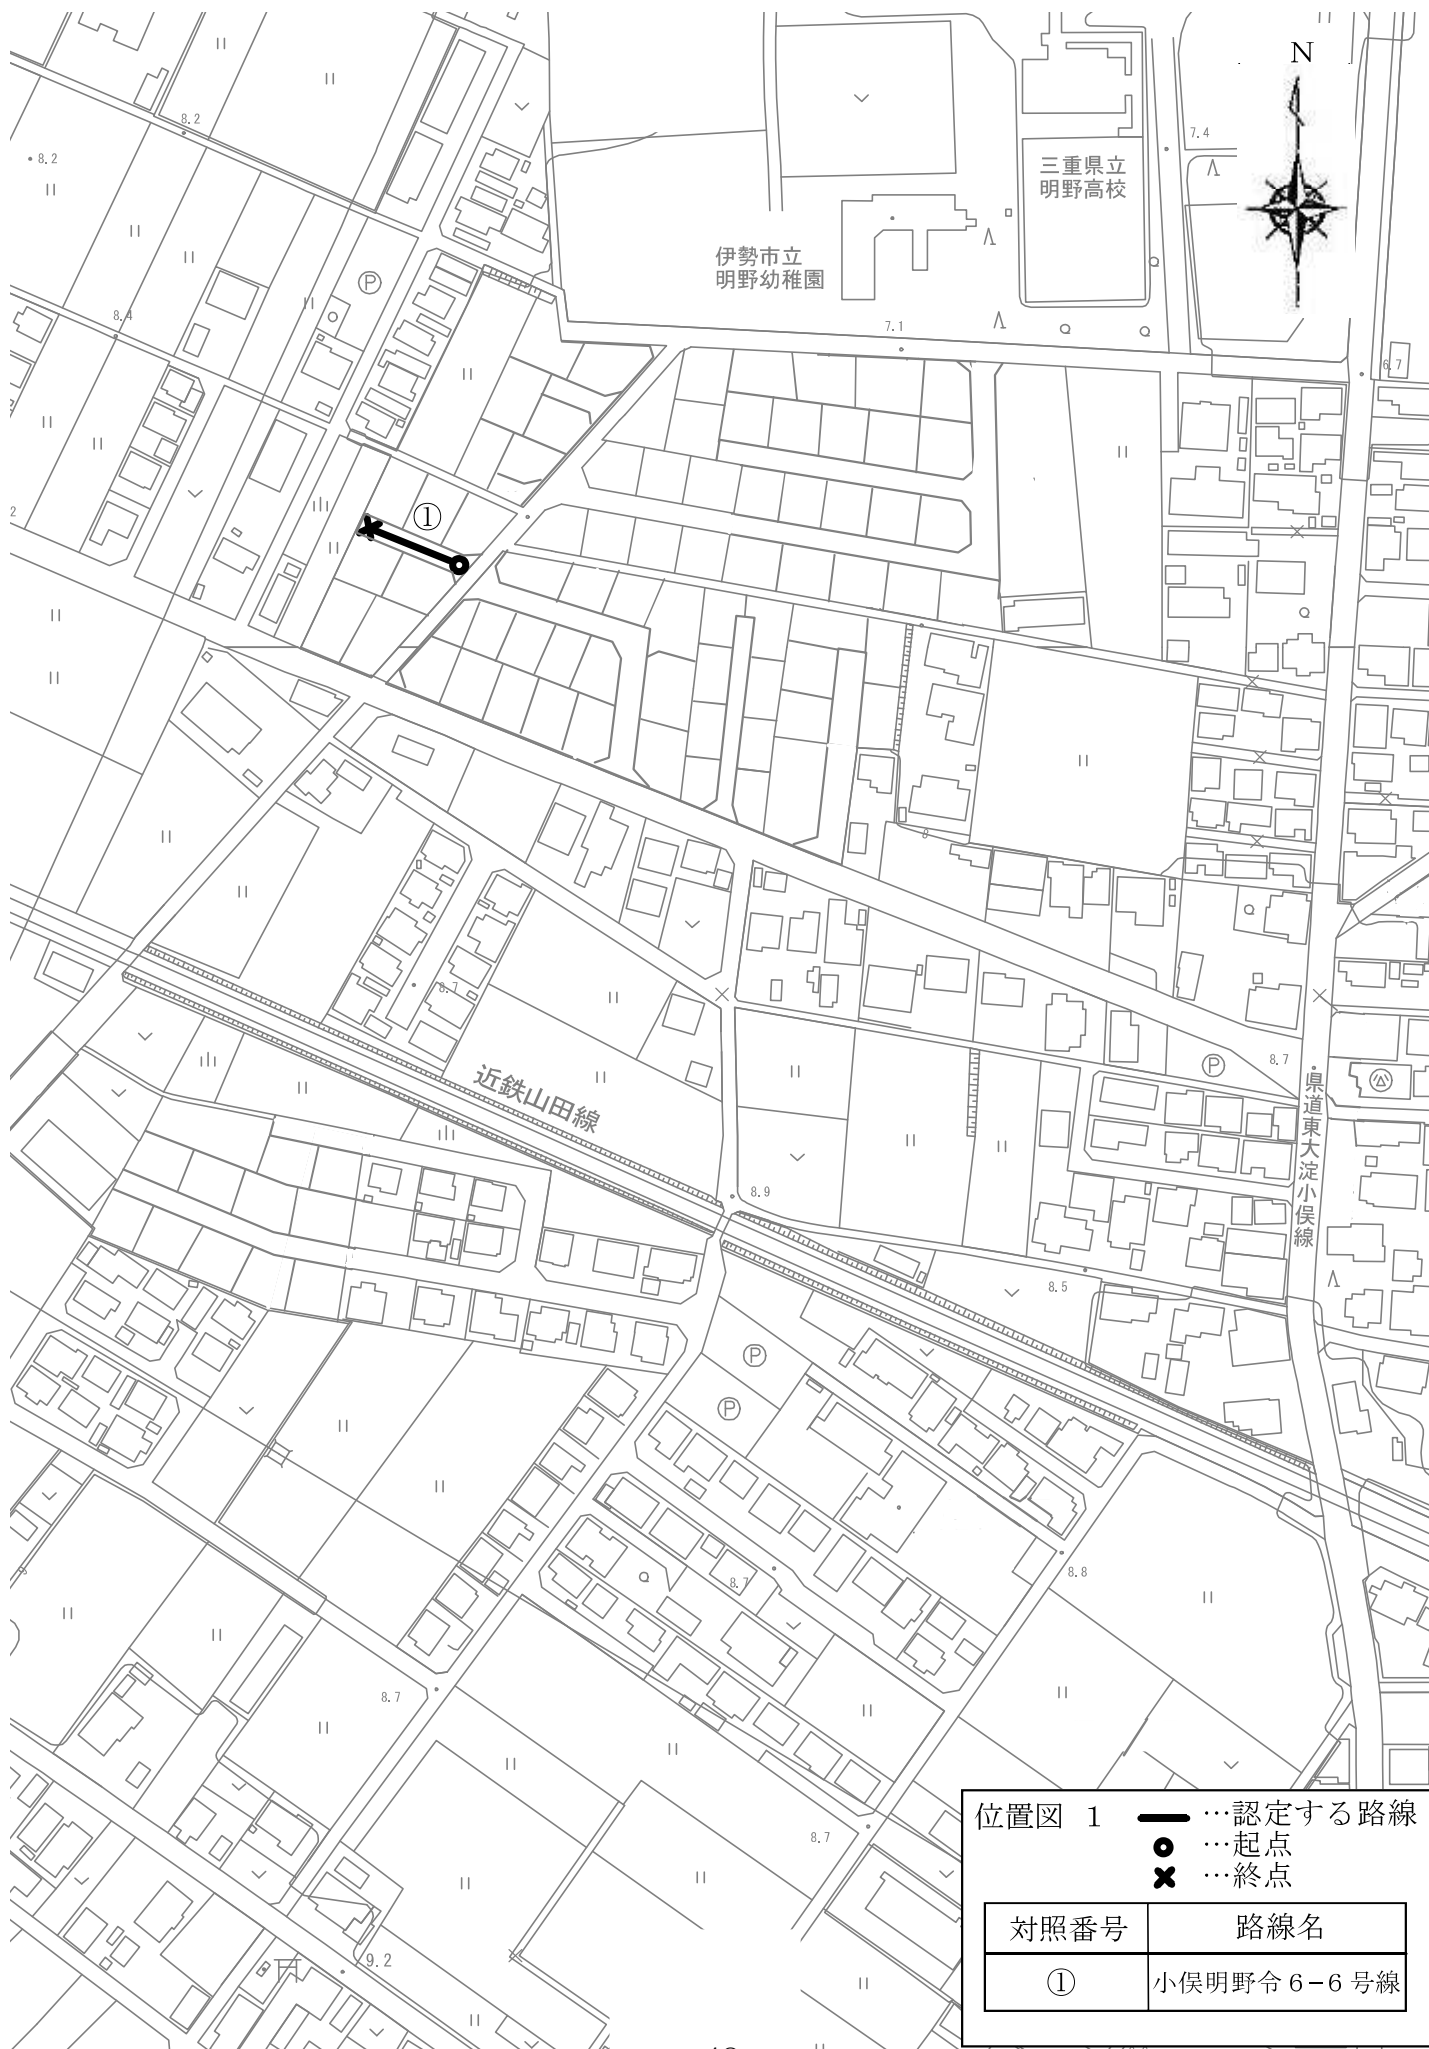 N
8.2
7.4
8.2
三重県立
明野高校
伊勢市立
明野幼稚園
P
8.4
7.1
6.7
①
8.7
8.7
P
近鉄山田線
県道東大淀小俣線
8.9
8.5
P
P
8.8
8.7
8.7
8.7
9.2
位置図 1
…認定する路線
…起点
…終点
対照番号 路線名
① 小俣明野令6-6号線